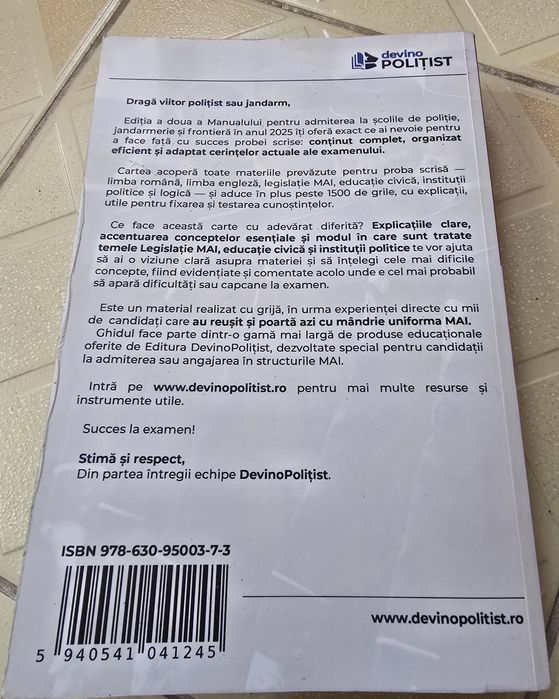 devino
POLIȚIST
Dragă viitor polițist sau jandarm,
Ediția a doua a Manualului pentru admiterea la școlile de poliție,
jandarmerie și frontieră în anul 2025 îți oferă exact ce ai nevoie pentru
a face față cu succes probei scrise: conținut complet, organizat
eficient și adaptat cerințelor actuale ale examenului.
Cartea acoperă toate materiile prevăzute pentru proba scrisă —
limba română, limba engleză, legislație MAI, educație civică, instituții
politice și logică — și aduce în plus peste 1500 de grile, cu explicații,
utile pentru fixarea și testarea cunoștințelor.
Ce face această carte cu adevărat diferită? Explicațiile clare,
accentuarea conceptelor esențiale și modul în care sunt tratate
temele Legislație MAI, educație civică și instituții politice te vor ajuta
să ai o viziune clară asupra materiei și să înțelegi cele mai dificile
concepte, fiind evidențiate și comentate acolo unde e cel mai probabil
să apară dificultăți sau capcane la examen.
Este un material realizat cu grijă, în urma experienței directe cu mii
de candidați care au reușit și poartă azi cu mândrie uniforma MAI.
Ghidul face parte dintr-o gamă mai largă de produse educaționale
oferite de Editura DevinoPolițist, dezvoltate special pentru candidații
la admiterea sau angajarea în structurile MAI.
Intră pe www.devinopolitist.ro pentru mai multe resurse și
instrumente utile.
Succes la examen!
Stimă și respect,
Din partea întregii echipe DevinoPolițist.
ISBN 978-630-95003-7-3
5 940541 041245
www.devinopolitist.ro